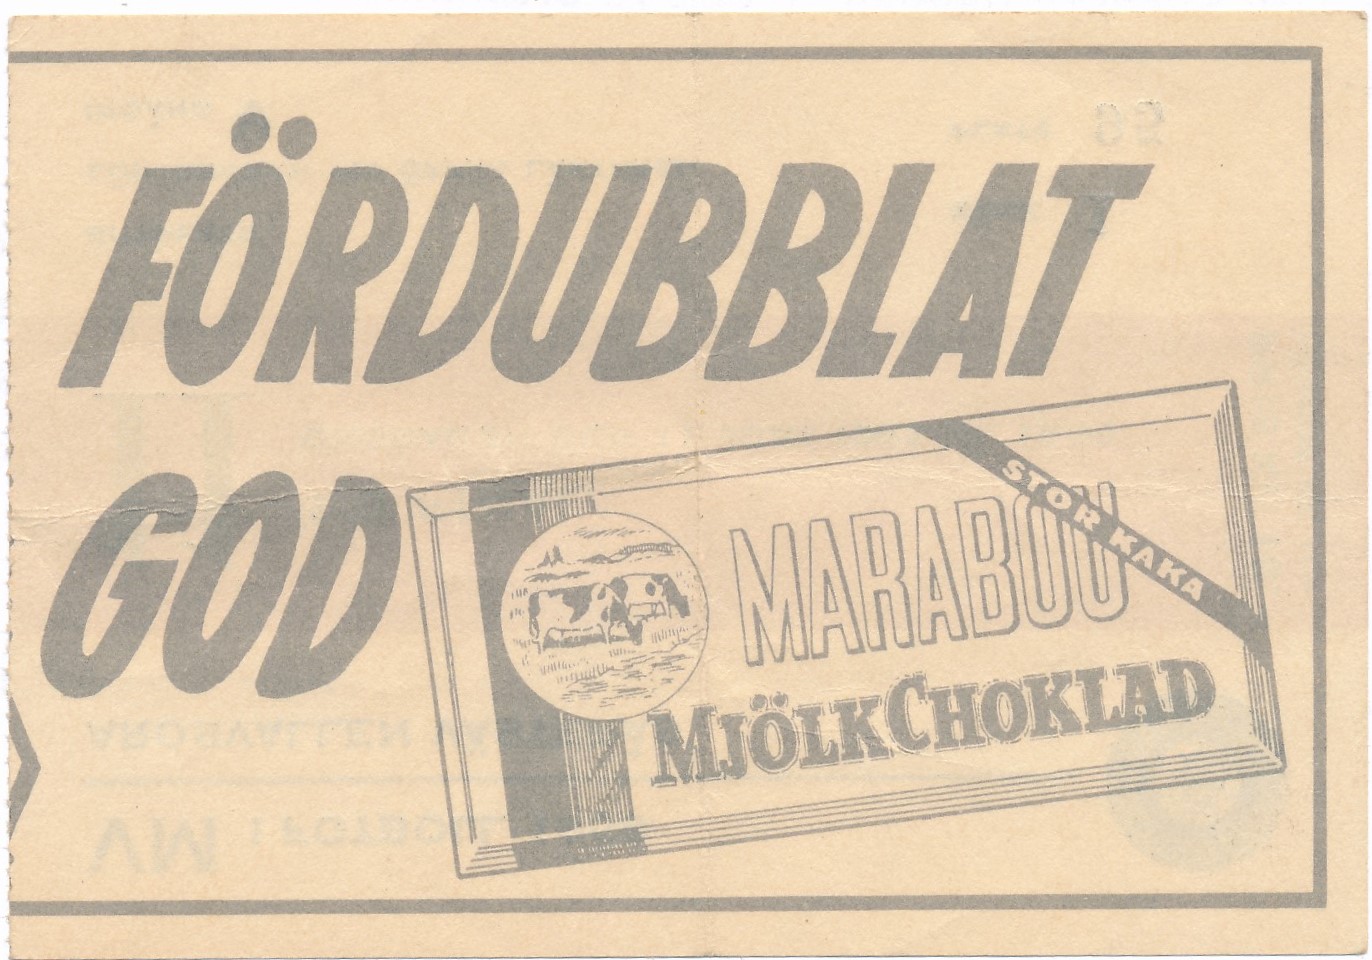 FÖRDUBBLAT
GOD
STOR KAKA
MARABOU
MJÖLKCHOKLAD